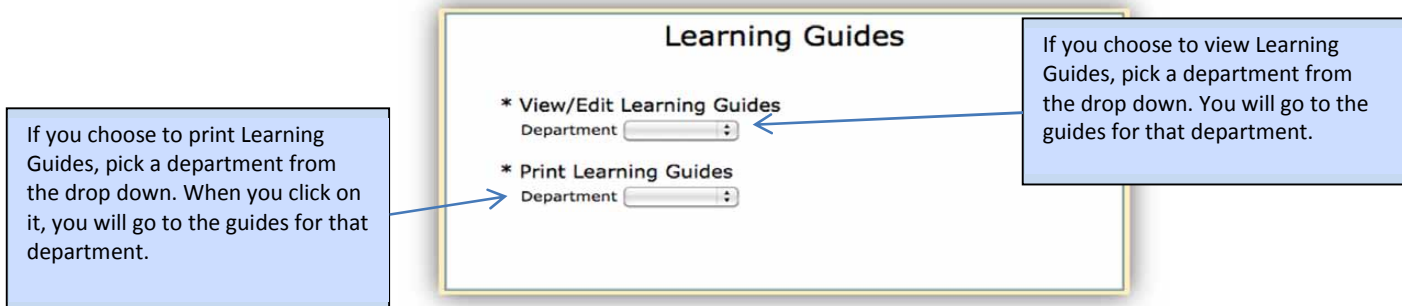 Learning Guides
* View/Edit Learning Guides
Department
* Print Learning Guides
Department
If you choose to view Learning
Guides, pick a department from
the drop down. You will go to the
guides for that department.
If you choose to print Learning
Guides, pick a department from
the drop down. When you click on
it, you will go to the guides for that
department.